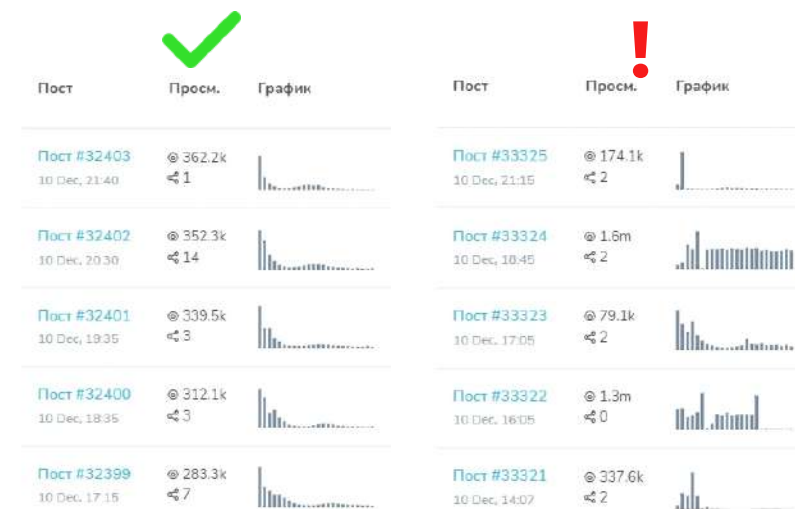 Пост Просм. График
Пост #32403 362.2k
10 Dec, 21:40 1
Пост #32402 352.3k
10 Dec, 20:30 14
Пост #32401 339.5k
10 Dec, 19:35 3
Пост #32400 312.1k
10 Dec, 18:35 3
Пост #32399 283.3k
10 Dec, 17:15 7
!
Пост Просм. График
Пост #33325 174.1k
10 Dec, 21:15 2
Пост #33324 1.6m
10 Dec, 18:45 2
Пост #33323 79.1k
10 Dec, 17:05 2
Пост #33322 1.3m
10 Dec, 16:05 0
Пост #33321 337.6k
10 Dec, 14:07 2